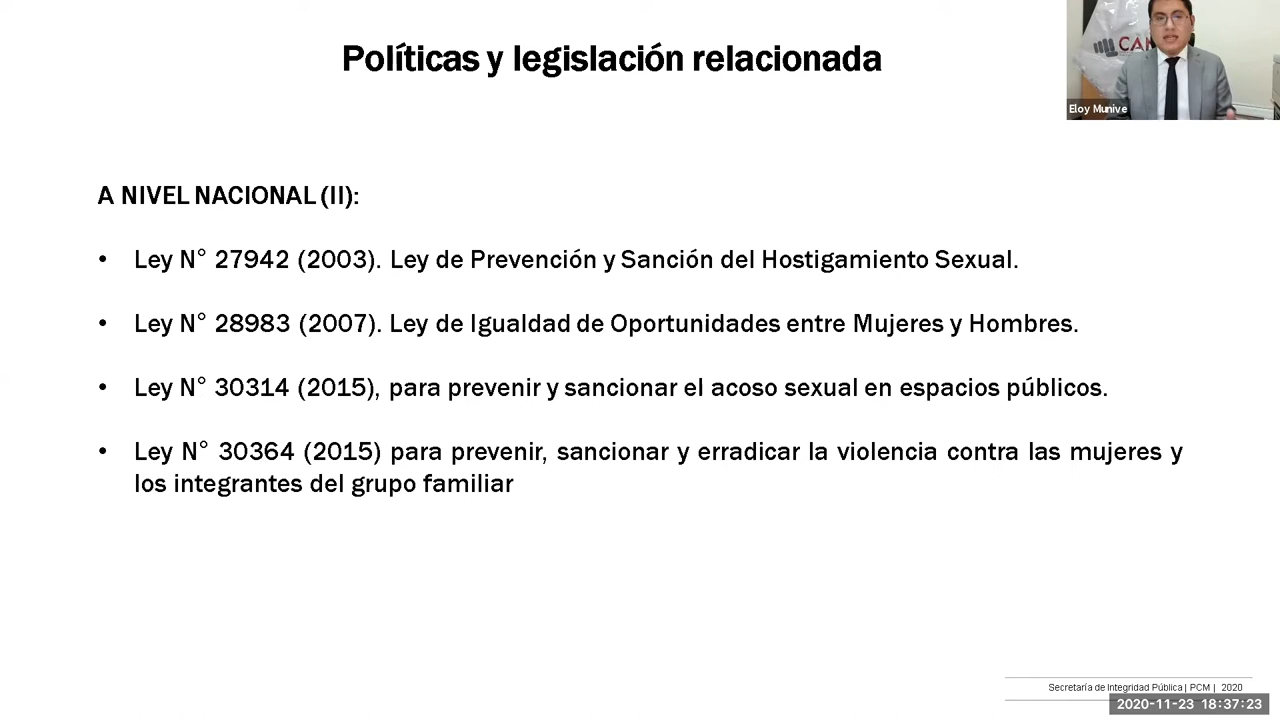 Políticas y legislación relacionada
Eloy Munive
A NIVEL NACIONAL (II):
• Ley N° 27942 (2003). Ley de Prevención y Sanción del Hostigamiento Sexual.
• Ley N° 28983 (2007). Ley de Igualdad de Oportunidades entre Mujeres y Hombres.
• Ley N° 30314 (2015), para prevenir y sancionar el acoso sexual en espacios públicos.
• Ley N° 30364 (2015) para prevenir, sancionar y erradicar la violencia contra las mujeres y
los integrantes del grupo familiar
Secretaría de Integridad Pública | PCM | 2020
2020-11-23 18:37:23